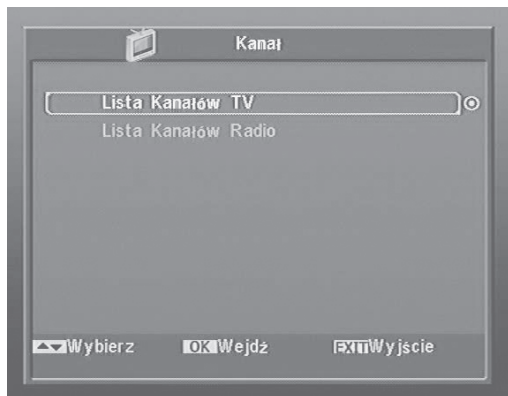 Kanał
Lista Kanałów TV
Lista Kanałów Radio
Wybierz OK Wejdź EXIT Wyjście